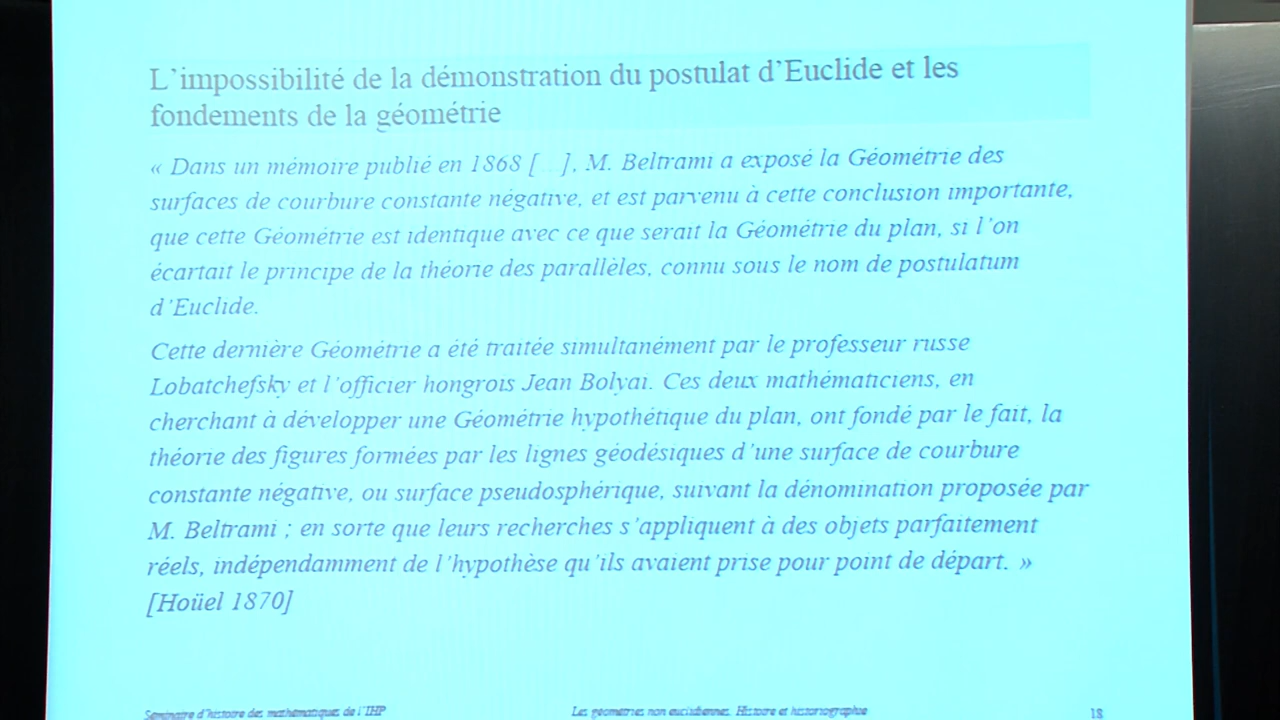 L'impossibilité de la démonstration du postulat d'Euclide et les
fondements de la géométrie
« Dans un mémoire publié en 1868 [ ], M. Beltrami a exposé la Géométrie des
surfaces de courbure constante négative, et est parvenu à cette conclusion importante,
que cette Géométrie est identique avec ce que serait la Géométrie du plan, si l'on
écartait le principe de la théorie des parallèles, connu sous le nom de postulatum
d'Euclide.
Cette dernière Géométrie a été traitée simultanément par le professeur russe
Lobatchefsky et l'officier hongrois Jean Bolyai. Ces deux mathématiciens, en
cherchant à développer une Géométrie hypothétique du plan, ont fondé par le fait, la
théorie des figures formées par les lignes géodésiques d'une surface de courbure
constante négative, ou surface pseudosphérique, suivant la dénomination proposée par
M. Beltrami ; en sorte que leurs recherches s'appliquent à des objets parfaitement
réels, indépendamment de l'hypothèse qu'ils avaient prise pour point de départ. »
[Hoüel 1870]
Séminaire d'histoire des mathématiques de l'IHP
Les géométries non euclidiennes. Histoire et historiographie
18